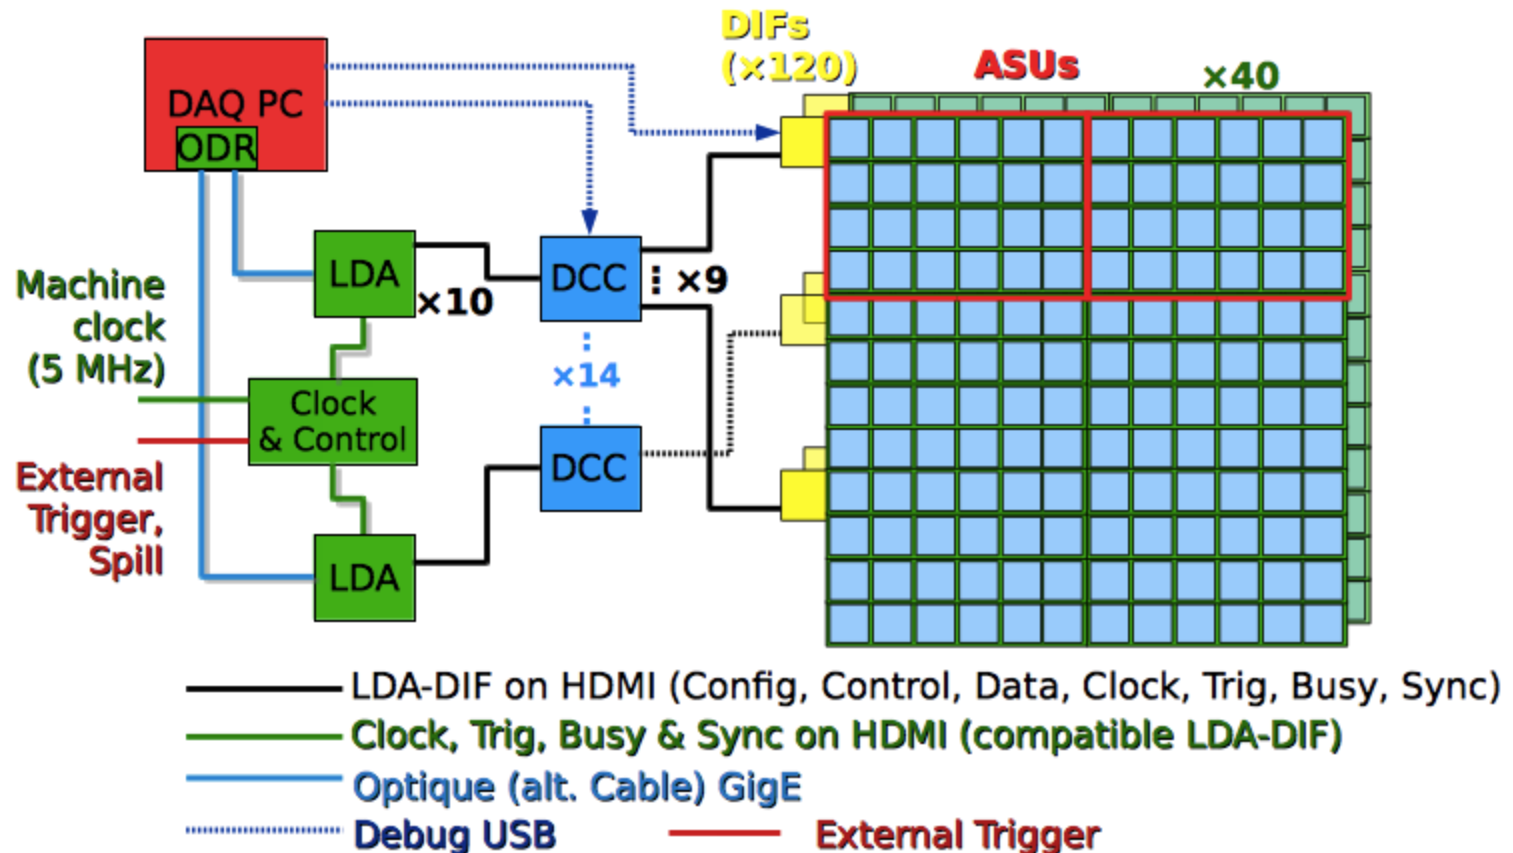 DIFs
(×120)
ASUs
×40
DAQ PC
ODR
LDA
×10
DCC
×9
Machine
clock
(5 MHz)
×14
Clock
& Control
DCC
External
Trigger,
Spill
LDA
LDA-DIF on HDMI (Config, Control, Data, Clock, Trig, Busy, Sync)
Clock, Trig, Busy & Sync on HDMI (compatible LDA-DIF)
Optique (alt. Cable) GigE
Debug USB
External Trigger